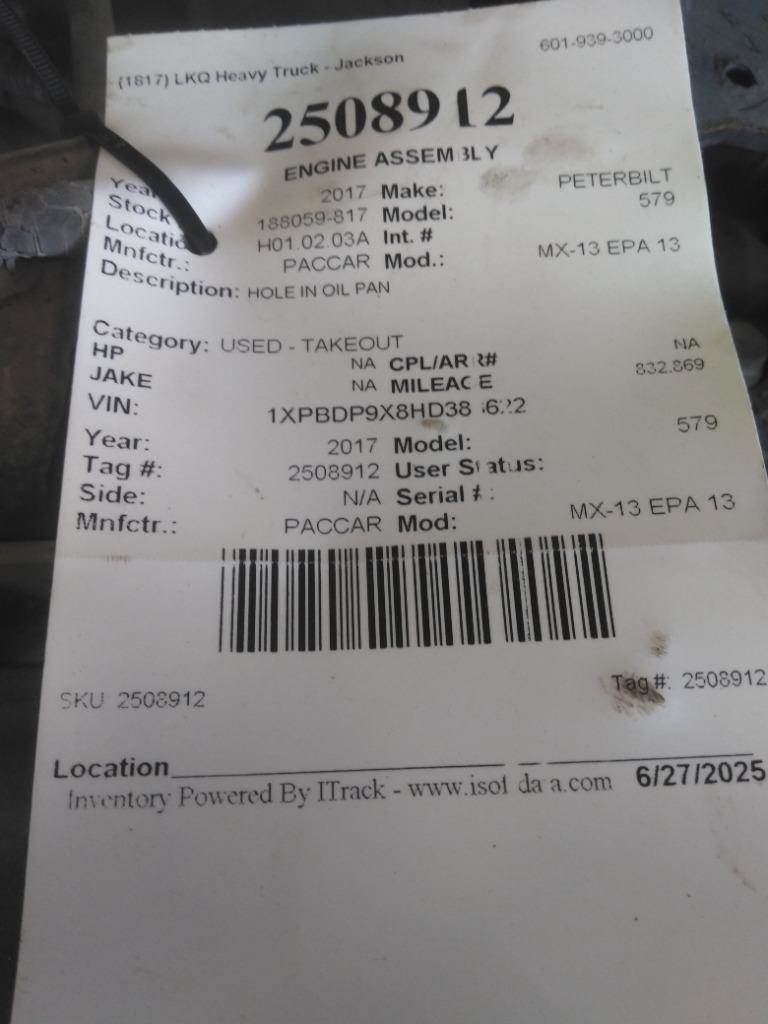 (1817) LKQ Heavy Truck - Jackson 601-939-3000
2508912
ENGINE ASSEMBLY
Year 2017 Make: PETERBILT
Stock 188059-817 Model: 579
Location H01.02.03A Int. #
Mnfctr.: PACCAR Mod.: MX-13 EPA 13
Description: HOLE IN OIL PAN
Category: USED - TAKEOUT
HP NA CPL/AR R# NA
JAKE NA MILEAGE 832,869
VIN: 1XPBDP9X8HD38
Year: 2017 Model: 579
Tag #: 2508912 User Status:
Side: N/A Serial #:
Mnfctr.: PACCAR Mod: MX-13 EPA 13
SKU 2508912 Tag#: 2508912
Location
Inventory Powered By ITrack - 6/27/2025